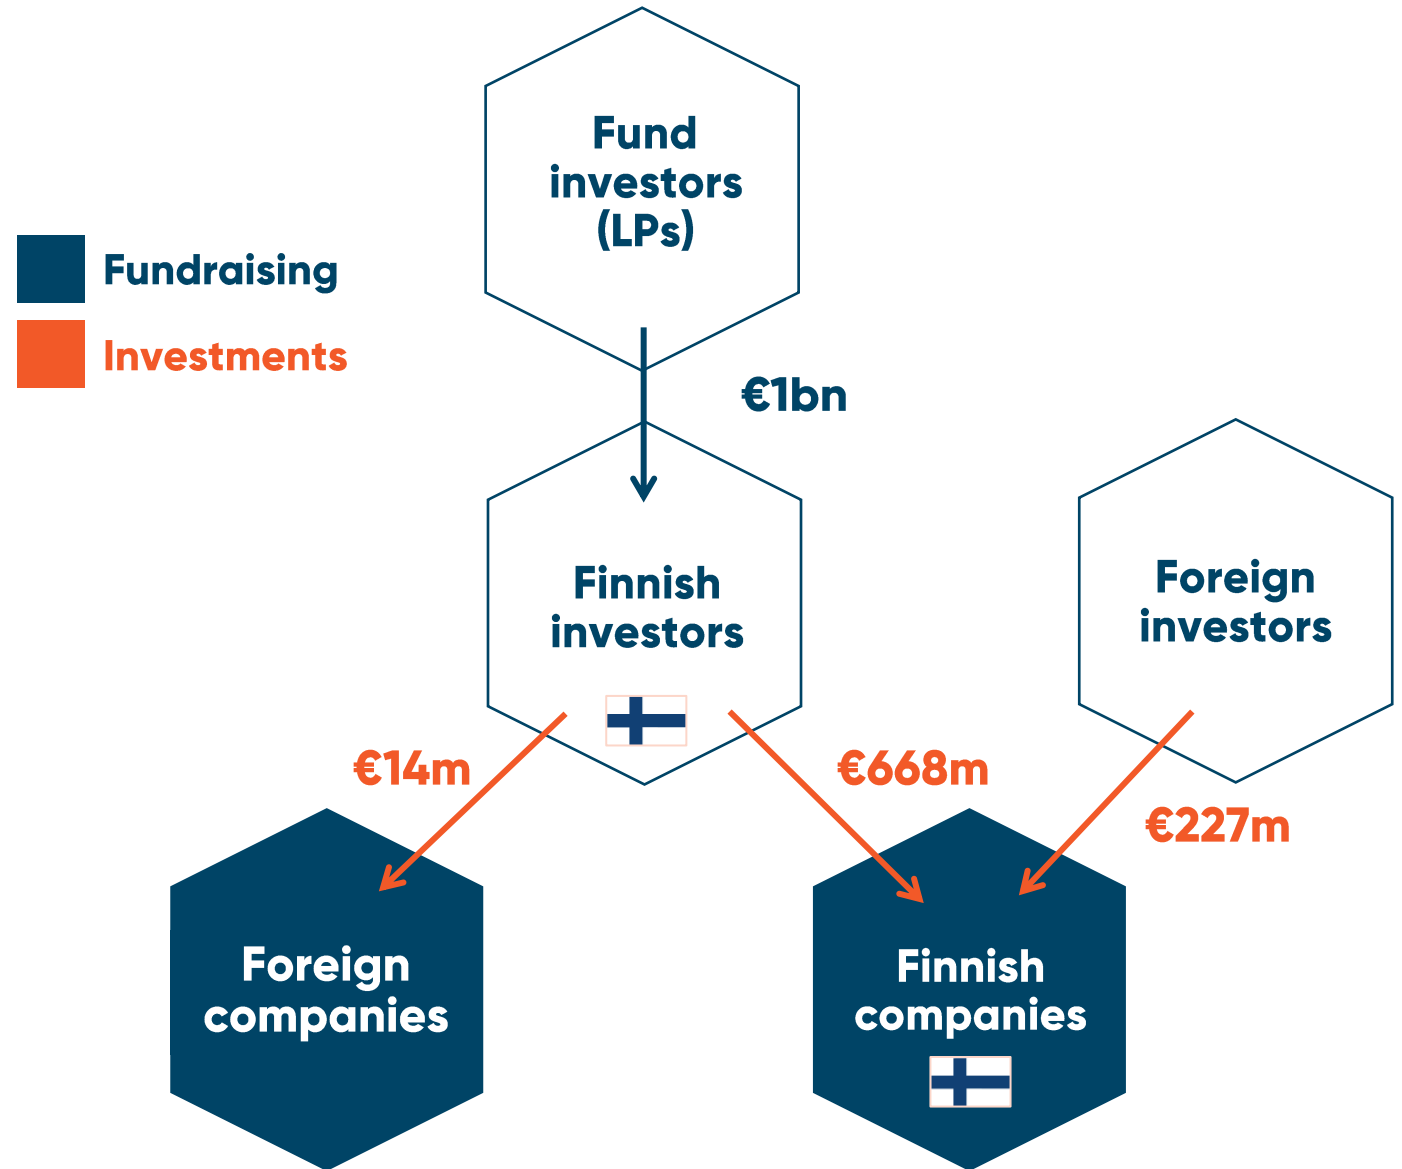 Fund
investors
(LPs)
Fundraising
Investments
€1bn
Finnish
investors
Foreign
investors
€14m
€668m
€227m
Foreign
companies
Finnish
companies